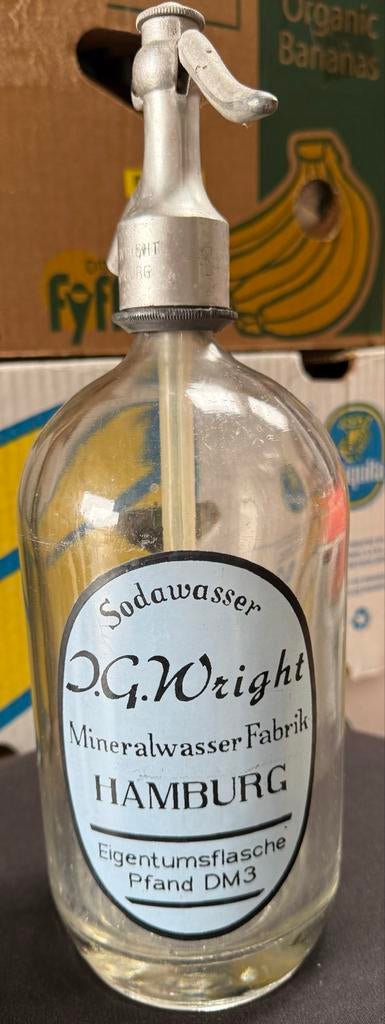 Organic
Bananas
Sodawasser
J.G.Wright
Mineralwasser Fabrik
HAMBURG
Eigentumsflasche
Pfand DM3